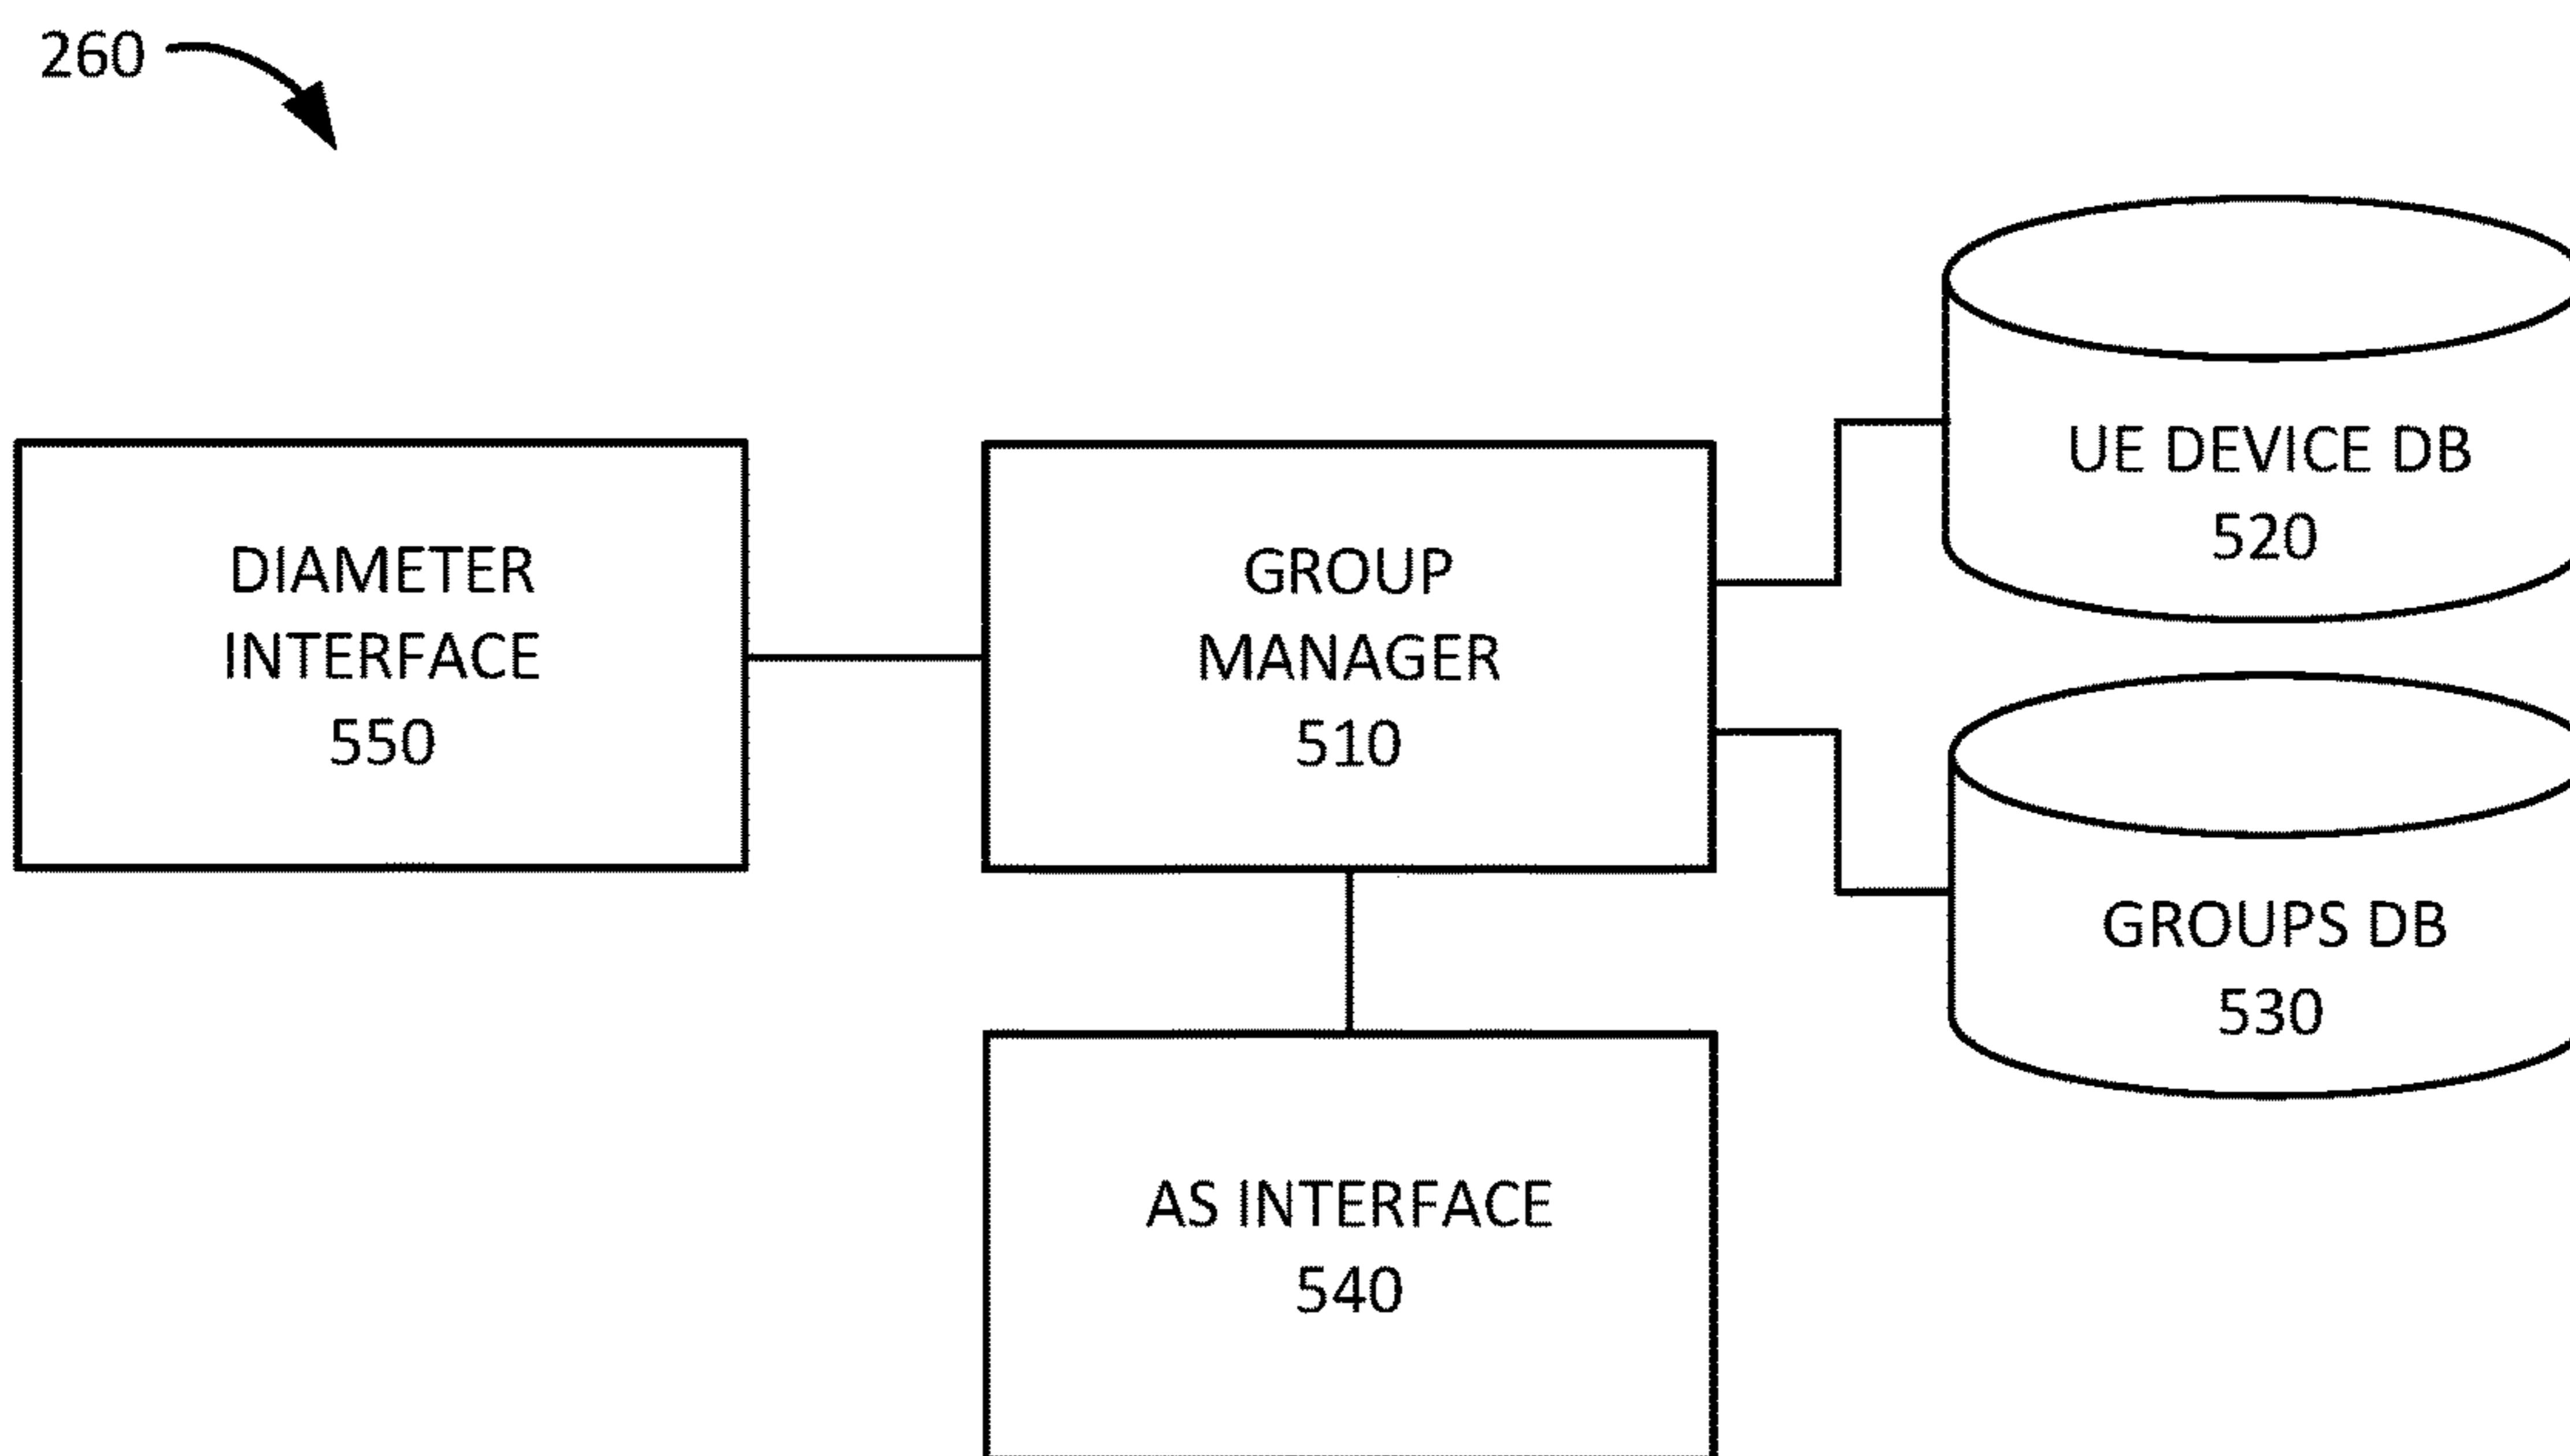 260
UE DEVICE DB
520
DIAMETER
INTERFACE
550
GROUP
MANAGER
510
GROUPS DB
530
AS INTERFACE
540